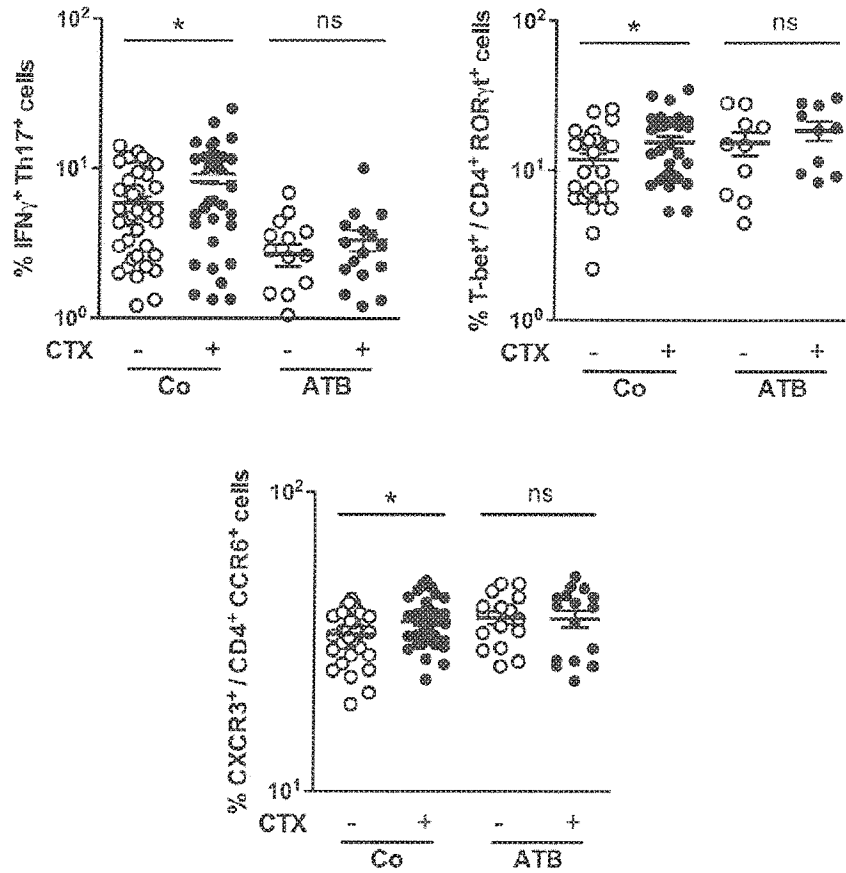 % IFNγ⁺ Th17⁺ cells
10²
10¹
10⁰
* ns
CTX - + - +
Co ATB
% T-bet⁺ / CD4⁺ RORγt⁺ cells
10²
10¹
10⁰
* ns
CTX - + - +
Co ATB
% CXCR3⁺ / CD4⁺ CCR6⁺ cells
10²
10¹
* ns
CTX - + - +
Co ATB